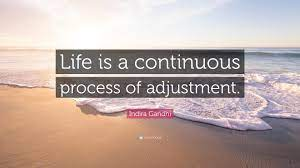 Life is a continuous
process of adjustment.
Indira Gandhi